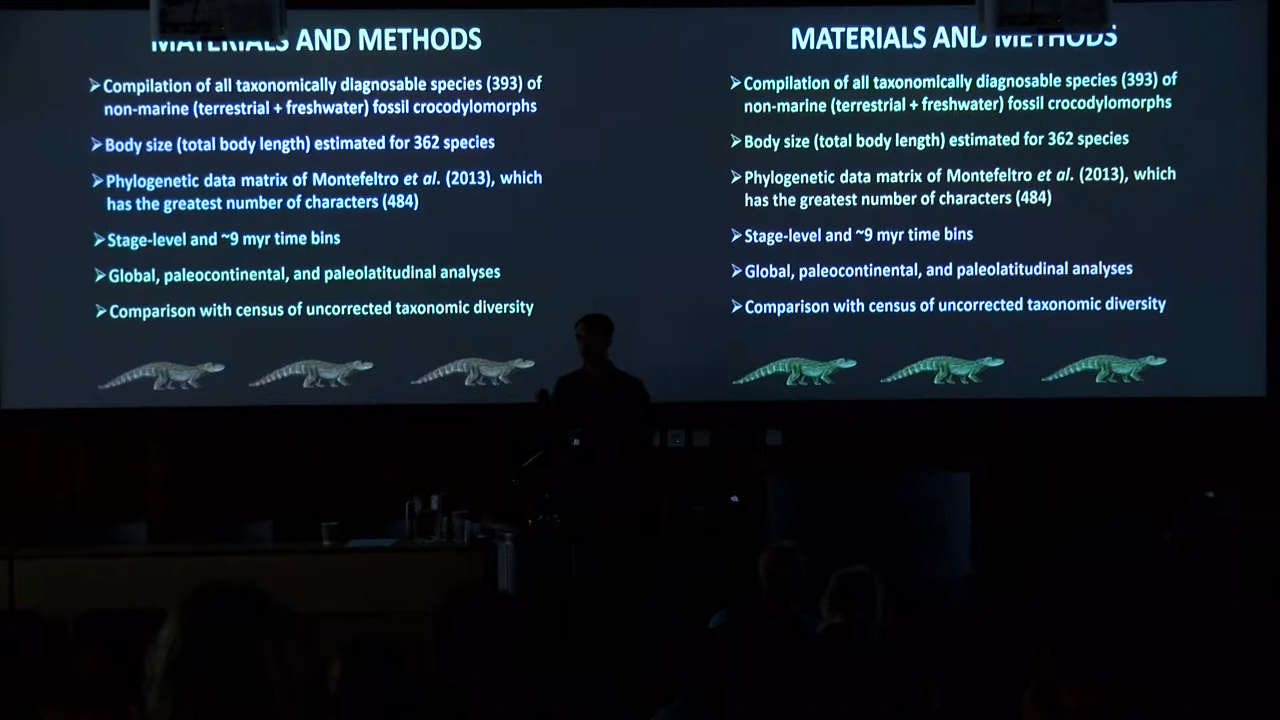 MATERIALS AND METHODS
➢Compilation of all taxonomically diagnosable species (393) of
non-marine (terrestrial + freshwater) fossil crocodylomorphs
➢Body size (total body length) estimated for 362 species
➢Phylogenetic data matrix of Montefeltro et al. (2013), which
has the greatest number of characters (484)
➢Stage-level and ~9 myr time bins
➢Global, paleocontinental, and paleolatitudinal analyses
➢Comparison with census of uncorrected taxonomic diversity
MATERIALS AND METHODS
➢Compilation of all taxonomically diagnosable species (393) of
non-marine (terrestrial + freshwater) fossil crocodylomorphs
➢Body size (total body length) estimated for 362 species
➢Phylogenetic data matrix of Montefeltro et al. (2013), which
has the greatest number of characters (484)
➢Stage-level and ~9 myr time bins
➢Global, paleocontinental, and paleolatitudinal analyses
➢Comparison with census of uncorrected taxonomic diversity